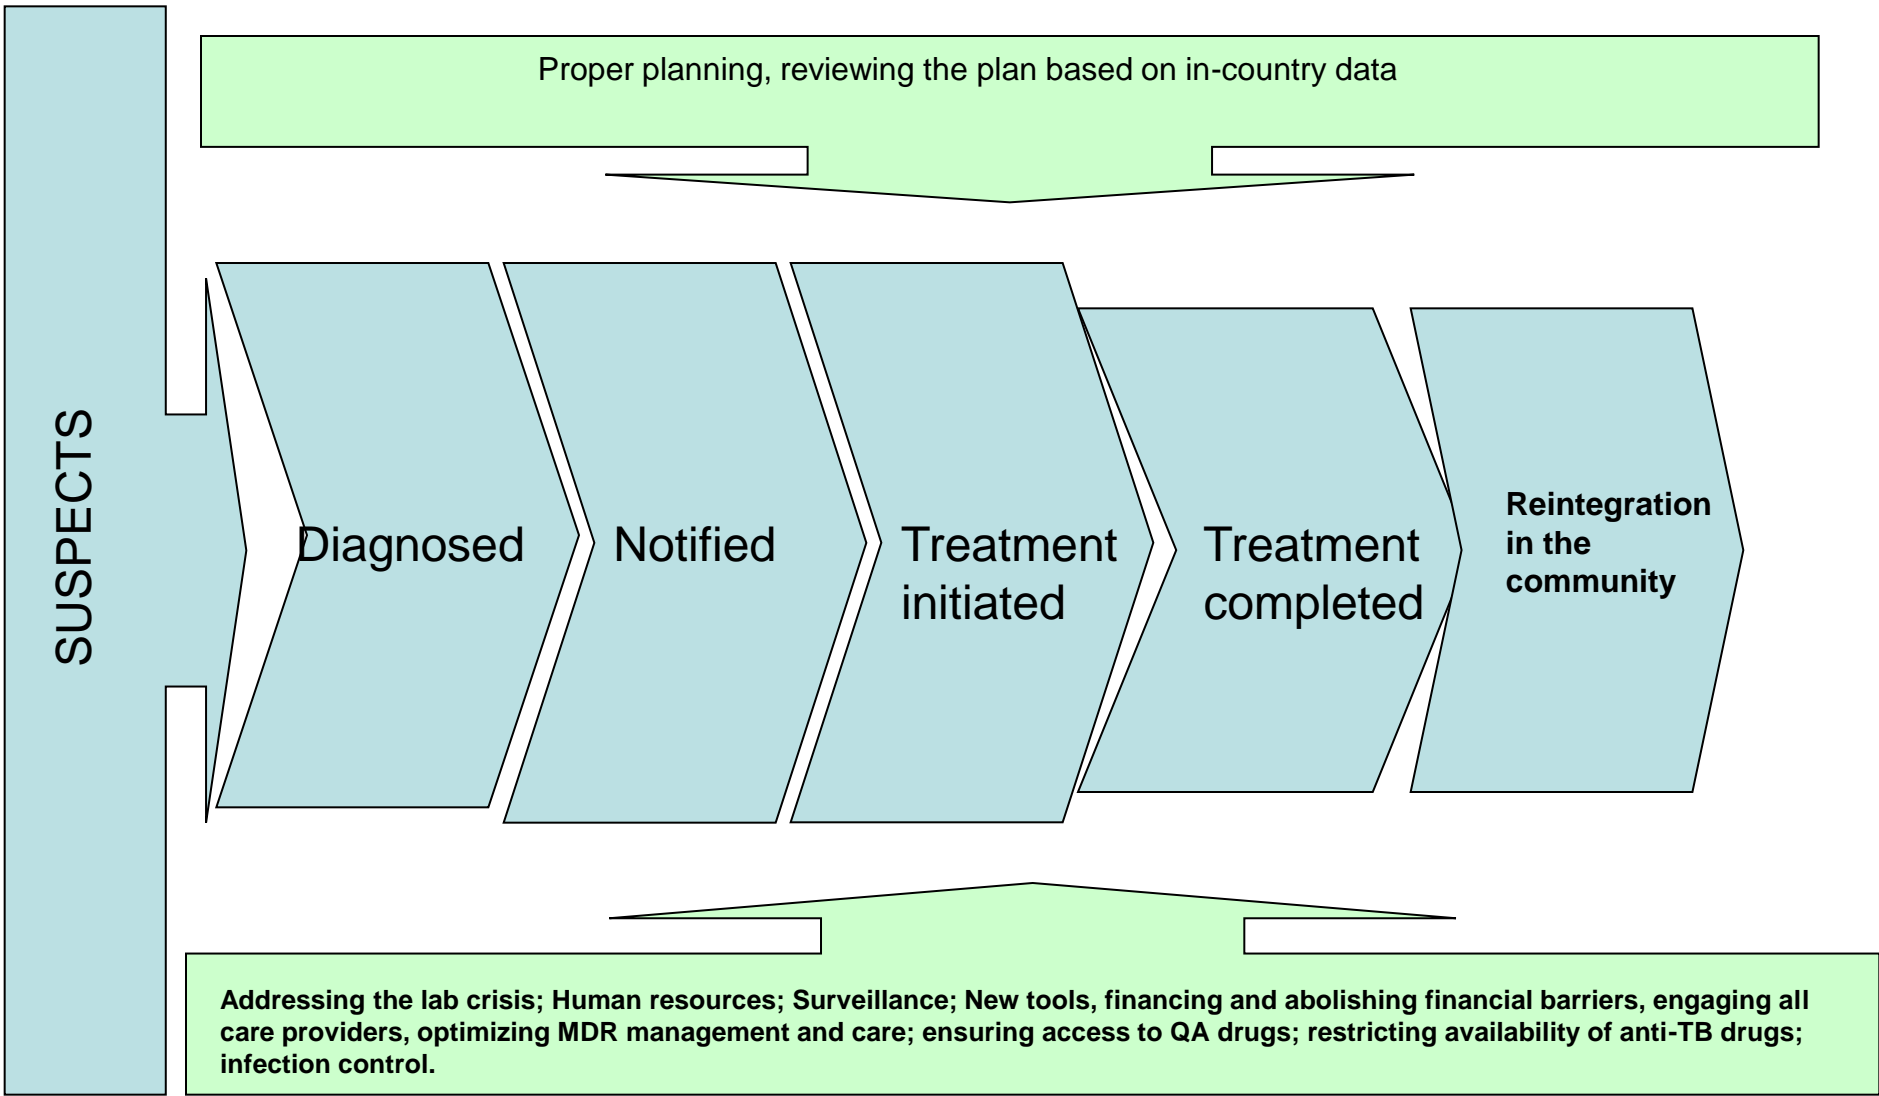 Proper planning, reviewing the plan based on in-country data
SUSPECTS
Diagnosed
Notified
Treatment
initiated
Treatment
completed
Reintegration
in the
community
Addressing the lab crisis; Human resources; Surveillance; New tools, financing and abolishing financial barriers, engaging all
care providers, optimizing MDR management and care; ensuring access to QA drugs; restricting availability of anti-TB drugs;
infection control.